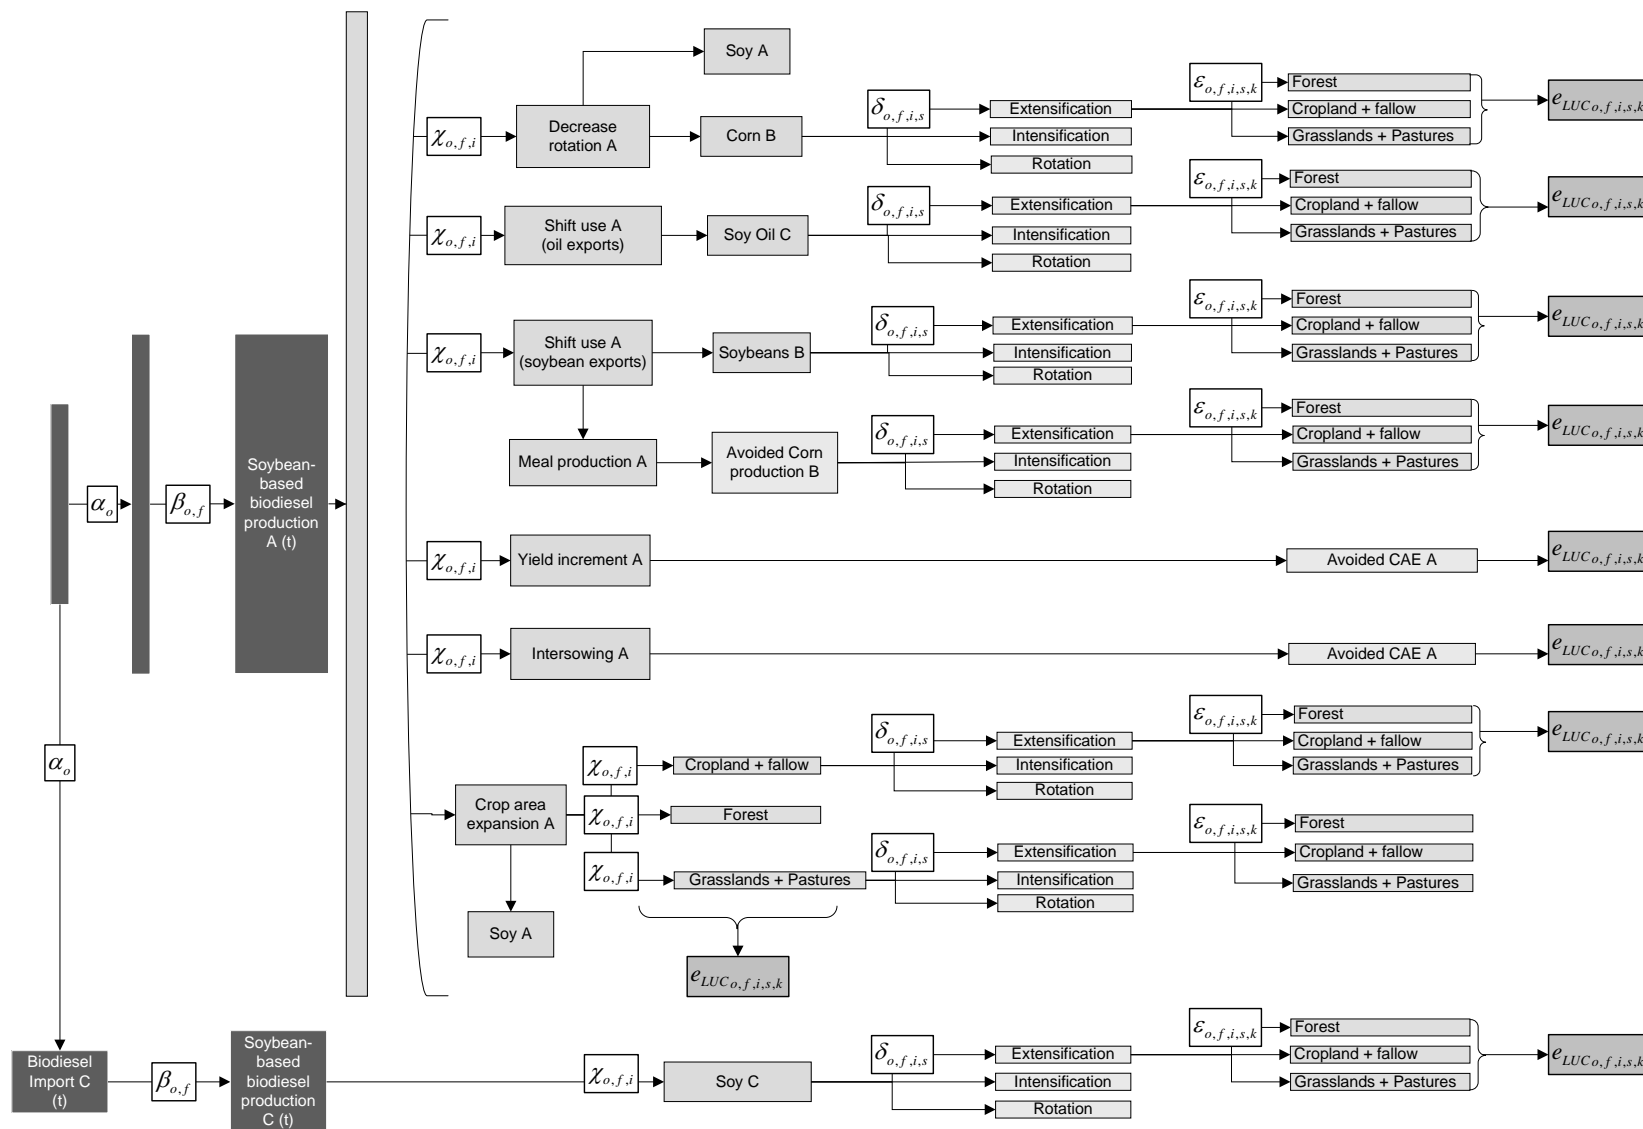 Soy A
χo,f,i
Decrease
rotation A
Corn B
δo,f,i,s
Extensification
Intensification
Rotation
εo,f,i,s,k
Forest
Cropland + fallow
Grasslands + Pastures
eLUCo,f,i,s,k
χo,f,i
Shift use A
(oil exports)
Soy Oil C
δo,f,i,s
Extensification
Intensification
Rotation
εo,f,i,s,k
Forest
Cropland + fallow
Grasslands + Pastures
eLUCo,f,i,s,k
χo,f,i
Shift use A
(soybean exports)
Soybeans B
δo,f,i,s
Extensification
Intensification
Rotation
εo,f,i,s,k
Forest
Cropland + fallow
Grasslands + Pastures
eLUCo,f,i,s,k
Meal production A
Avoided Corn
production B
δo,f,i,s
Extensification
Intensification
Rotation
εo,f,i,s,k
Forest
Cropland + fallow
Grasslands + Pastures
eLUCo,f,i,s,k
αo
βo,f
Soybean-
based
biodiesel
production
A (t)
χo,f,i
Yield increment A
Avoided CAE A
eLUCo,f,i,s,k
χo,f,i
Intersowing A
Avoided CAE A
eLUCo,f,i,s,k
αo
Crop area
expansion A
Soy A
χo,f,i
Cropland + fallow
δo,f,i,s
Extensification
Intensification
Rotation
εo,f,i,s,k
Forest
Cropland + fallow
Grasslands + Pastures
eLUCo,f,i,s,k
χo,f,i
Forest
χo,f,i
Grasslands + Pastures
δo,f,i,s
Extensification
Intensification
Rotation
εo,f,i,s,k
Forest
Cropland + fallow
Grasslands + Pastures
eLUCo,f,i,s,k
Biodiesel
Import C
(t)
βo,f
Soybean-
based
biodiesel
production
C (t)
χo,f,i
Soy C
δo,f,i,s
Extensification
Intensification
Rotation
εo,f,i,s,k
Forest
Cropland + fallow
Grasslands + Pastures
eLUCo,f,i,s,k